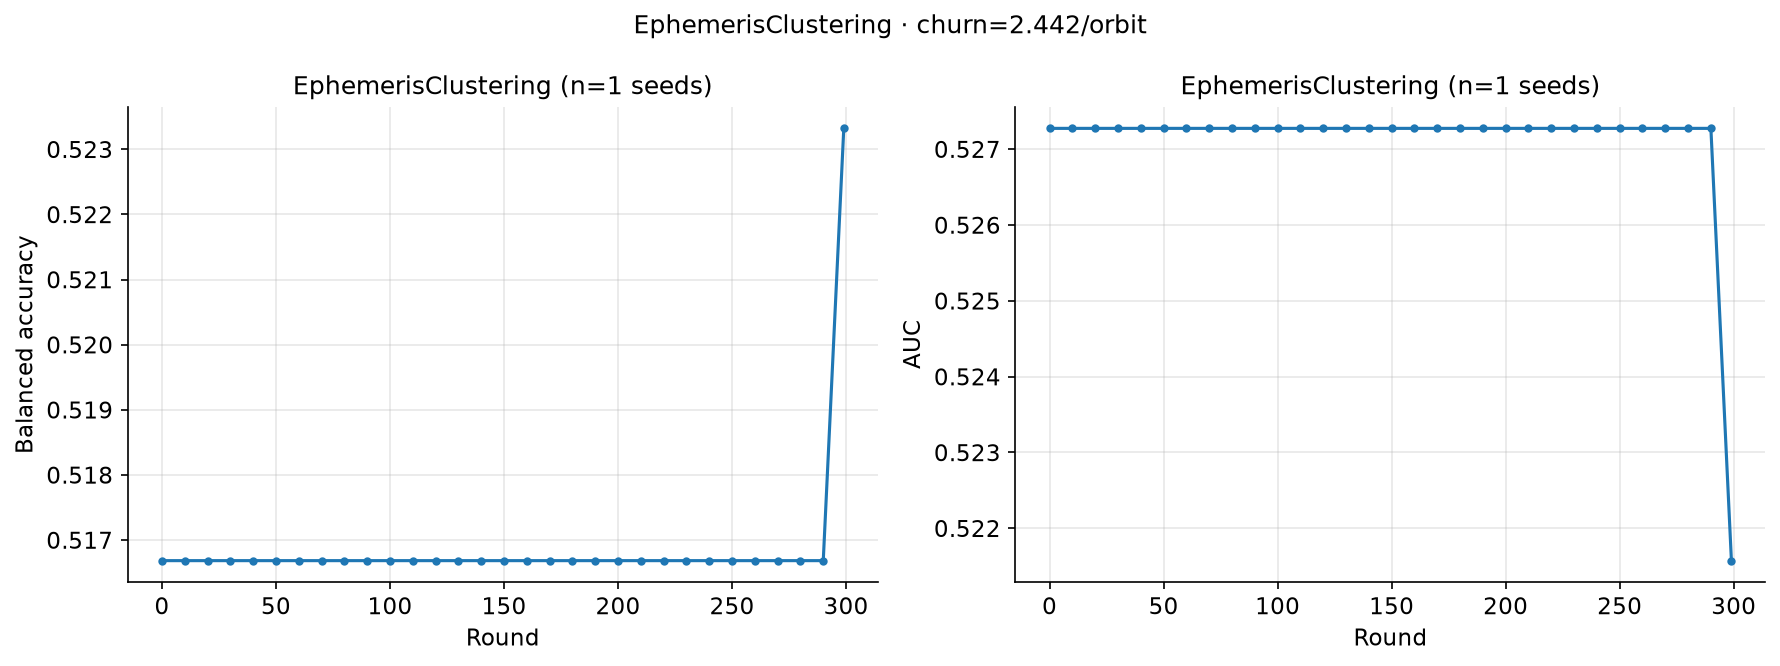 EphemerisClustering · churn=2.442/orbit
EphemerisClustering (n=1 seeds)
Balanced accuracy
0.523
0.522
0.521
0.520
0.519
0.518
0.517
0 50 100 150 200 250 300
Round
EphemerisClustering (n=1 seeds)
AUC
0.527
0.526
0.525
0.524
0.523
0.522
0 50 100 150 200 250 300
Round